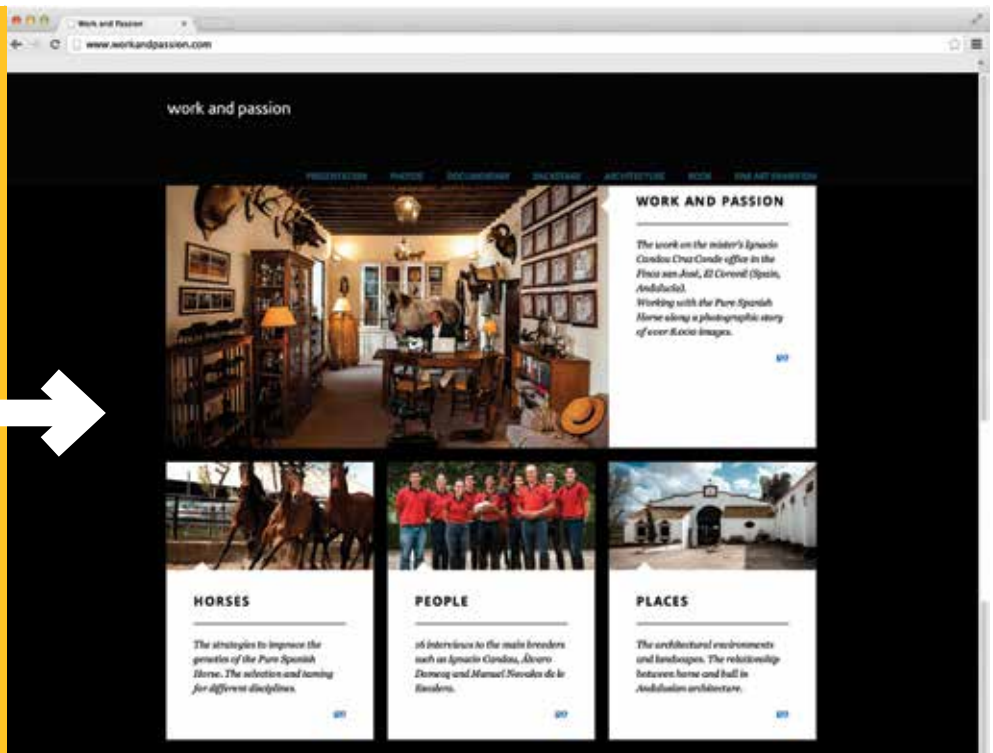 Work and Passion
www.workandpassion.com
work and passion
PRESENTATION PHOTOS DOCUMENTARY BACKSTAGE ARCHITECTURE BOOK FINE ART EXHIBITION
WORK AND PASSION
The work on the mister's Ignacio
Candau Cruz Conde office in the
Finca san José, El Coronil (Spain,
Andalucía).
Working with the Pure Spanish
Horse along a photographic story
of over 8.000 images.
go
HORSES
The strategies to improve the
genetics of the Pure Spanish
Horse. The selection and taming
for different disciplines.
go
PEOPLE
16 interviews to the main breeders
such as Ignacio Candau, Álvaro
Domecq and Manuel Novales de la
Escalera.
go
PLACES
The architectural environments
and landscapes. The relationship
between horse and bull in
Andalusian architecture.
go